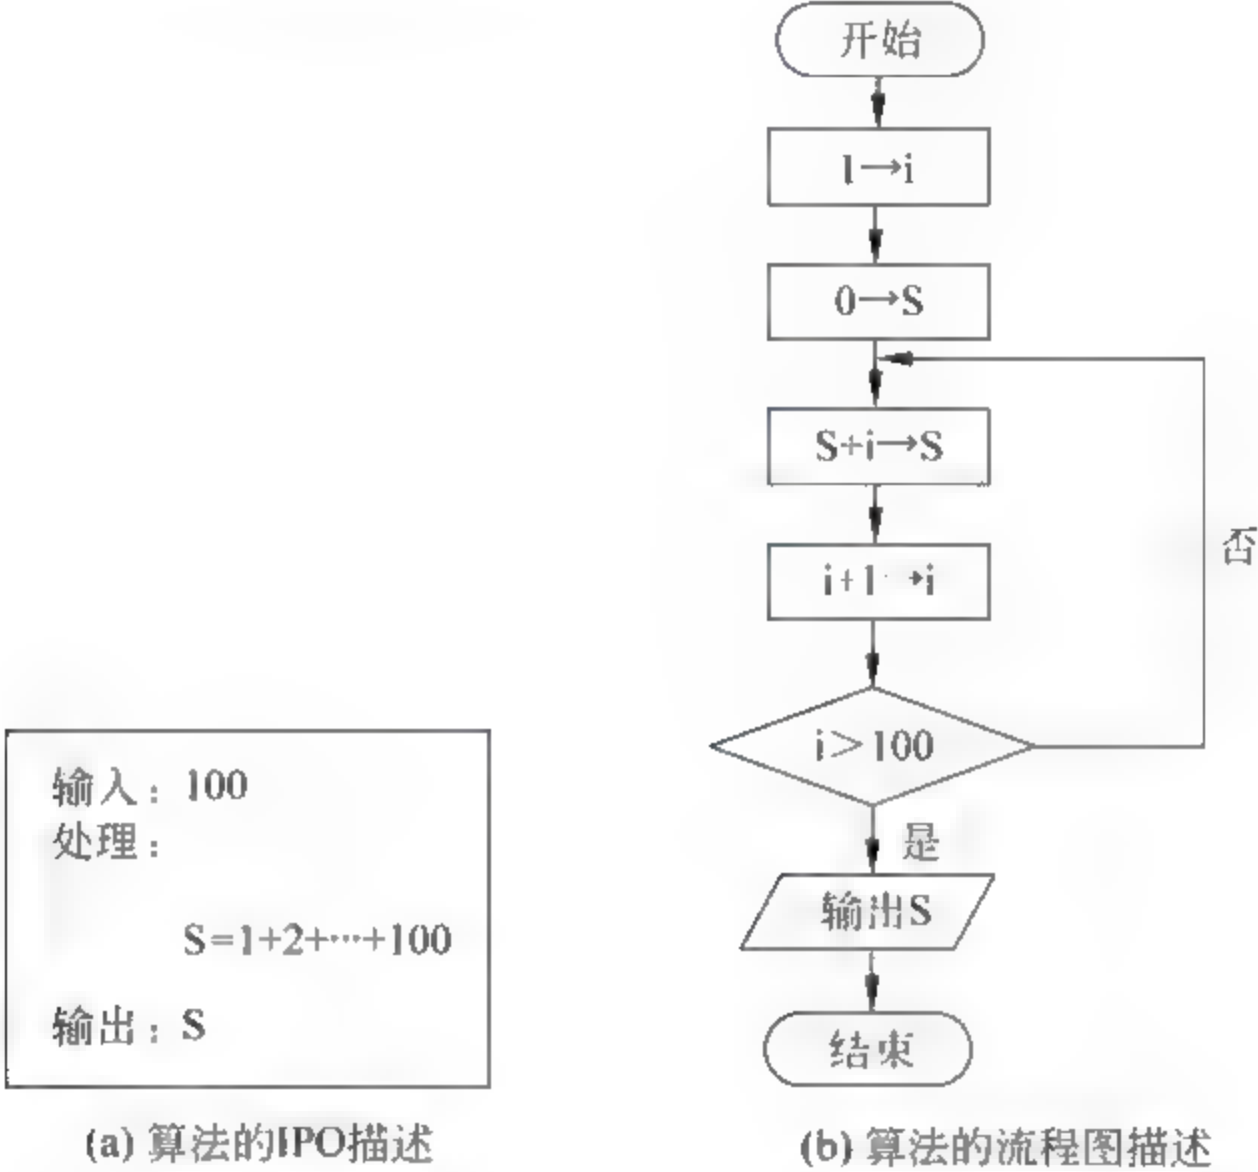 开始
1→i
0→S
S+i→S
i+1→i
否
i>100
是
输出S
结束
输入：100
处理：
S=1+2+···+100
输出：S
(a) 算法的IPO描述
(b) 算法的流程图描述